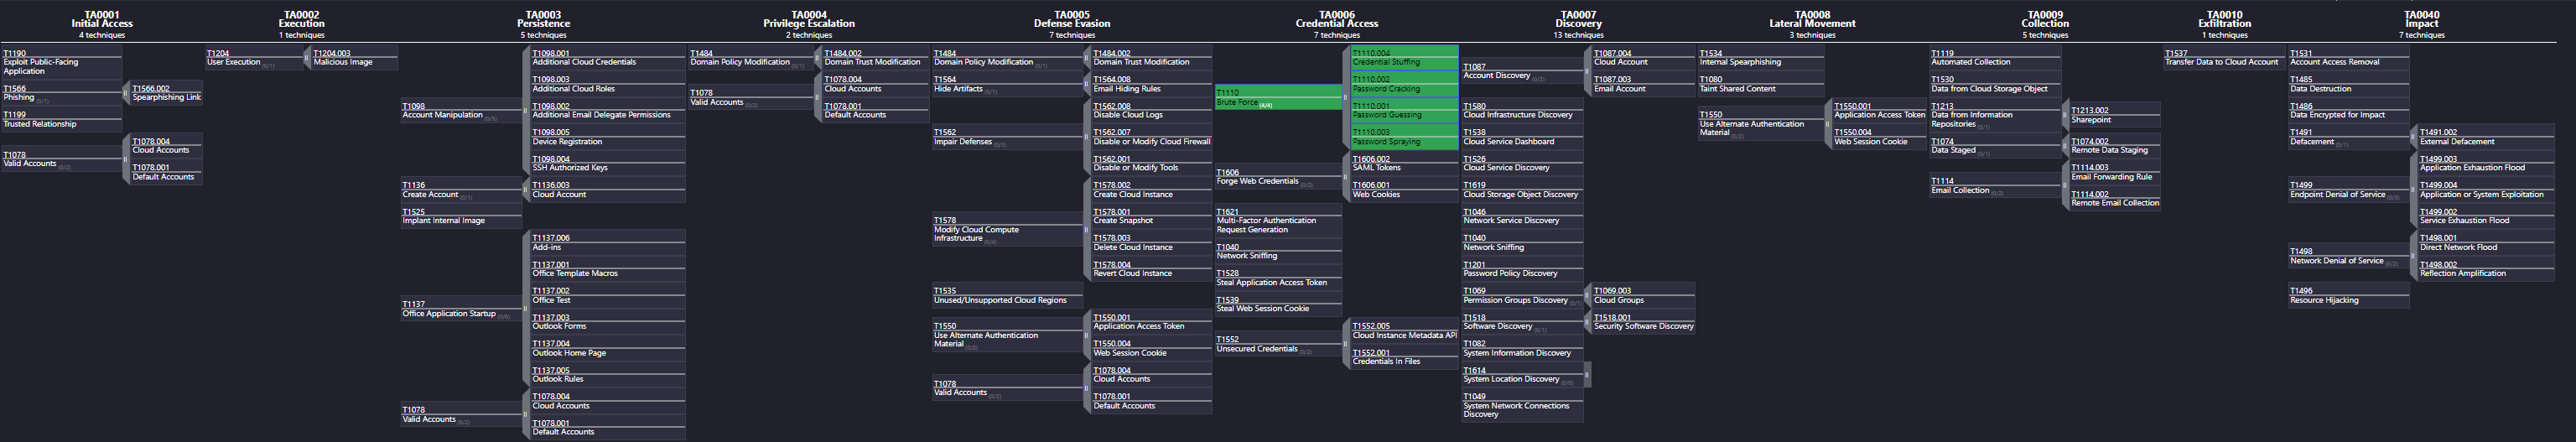 TA0001
Initial Access
4 techniques
T1190
Exploit Public-Facing
Application
T1566
Phishing (0/1)
T1566.002
Spearphishing Link
T1199
Trusted Relationship
T1078
Valid Accounts (0/2)
T1078.004
Cloud Accounts
T1078.001
Default Accounts
TA0002
Execution
1 techniques
T1204
User Execution (0/1)
T1204.003
Malicious Image
TA0003
Persistence
5 techniques
T1098
Account Manipulation (0/5)
T1098.001
Additional Cloud Credentials
T1098.003
Additional Cloud Roles
T1098.002
Additional Email Delegate Permissions
T1098.005
Device Registration
T1098.004
SSH Authorized Keys
T1136
Create Account (0/1)
T1136.003
Cloud Account
T1525
Implant Internal Image
T1137
Office Application Startup (0/6)
T1137.006
Add-ins
T1137.001
Office Template Macros
T1137.002
Office Test
T1137.003
Outlook Forms
T1137.004
Outlook Home Page
T1137.005
Outlook Rules
T1078
Valid Accounts (0/2)
T1078.004
Cloud Accounts
T1078.001
Default Accounts
TA0004
Privilege Escalation
2 techniques
T1484
Domain Policy Modification (0/1)
T1484.002
Domain Trust Modification
T1078
Valid Accounts (0/2)
T1078.004
Cloud Accounts
T1078.001
Default Accounts
TA0005
Defense Evasion
7 techniques
T1484
Domain Policy Modification (0/1)
T1484.002
Domain Trust Modification
T1564
Hide Artifacts (0/1)
T1564.008
Email Hiding Rules
T1562
Impair Defenses (0/3)
T1562.008
Disable Cloud Logs
T1562.007
Disable or Modify Cloud Firewall
T1562.001
Disable or Modify Tools
T1578
Modify Cloud Compute
Infrastructure (0/4)
T1578.002
Create Cloud Instance
T1578.001
Create Snapshot
T1578.003
Delete Cloud Instance
T1578.004
Revert Cloud Instance
T1535
Unused/Unsupported Cloud Regions
T1550
Use Alternate Authentication
Material (0/2)
T1550.001
Application Access Token
T1550.004
Web Session Cookie
T1078
Valid Accounts (0/2)
T1078.004
Cloud Accounts
T1078.001
Default Accounts
TA0006
Credential Access
7 techniques
T1110
Brute Force (4/4)
T1110.004
Credential Stuffing
T1110.002
Password Cracking
T1110.001
Password Guessing
T1110.003
Password Spraying
T1606
Forge Web Credentials (0/2)
T1606.002
SAML Tokens
T1606.001
Web Cookies
T1621
Multi-Factor Authentication
Request Generation
T1040
Network Sniffing
T1528
Steal Application Access Token
T1539
Steal Web Session Cookie
T1552
Unsecured Credentials (0/2)
T1552.005
Cloud Instance Metadata API
T1552.001
Credentials In Files
TA0007
Discovery
13 techniques
T1087
Account Discovery (0/2)
T1087.004
Cloud Account
T1087.003
Email Account
T1580
Cloud Infrastructure Discovery
T1538
Cloud Service Dashboard
T1526
Cloud Service Discovery
T1619
Cloud Storage Object Discovery
T1046
Network Service Discovery
T1040
Network Sniffing
T1201
Password Policy Discovery
T1069
Permission Groups Discovery (0/1)
T1069.003
Cloud Groups
T1518
Software Discovery (0/1)
T1518.001
Security Software Discovery
T1082
System Information Discovery
T1614
System Location Discovery (0/0)
T1049
System Network Connections
Discovery
TA0008
Lateral Movement
3 techniques
T1534
Internal Spearphishing
T1080
Taint Shared Content
T1550
Use Alternate Authentication
Material (0/2)
T1550.001
Application Access Token
T1550.004
Web Session Cookie
TA0009
Collection
5 techniques
T1119
Automated Collection
T1530
Data from Cloud Storage Object
T1213
Data from Information
Repositories (0/1)
T1213.002
Sharepoint
T1074
Data Staged (0/1)
T1074.002
Remote Data Staging
T1114
Email Collection (0/2)
T1114.003
Email Forwarding Rule
T1114.002
Remote Email Collection
TA0010
Exfiltration
1 techniques
T1537
Transfer Data to Cloud Account
TA0040
Impact
7 techniques
T1531
Account Access Removal
T1485
Data Destruction
T1486
Data Encrypted for Impact
T1491
Defacement (0/1)
T1491.002
External Defacement
T1499
Endpoint Denial of Service (0/3)
T1499.003
Application Exhaustion Flood
T1499.004
Application or System Exploitation
T1499.002
Service Exhaustion Flood
T1498
Network Denial of Service (0/2)
T1498.001
Direct Network Flood
T1498.002
Reflection Amplification
T1496
Resource Hijacking